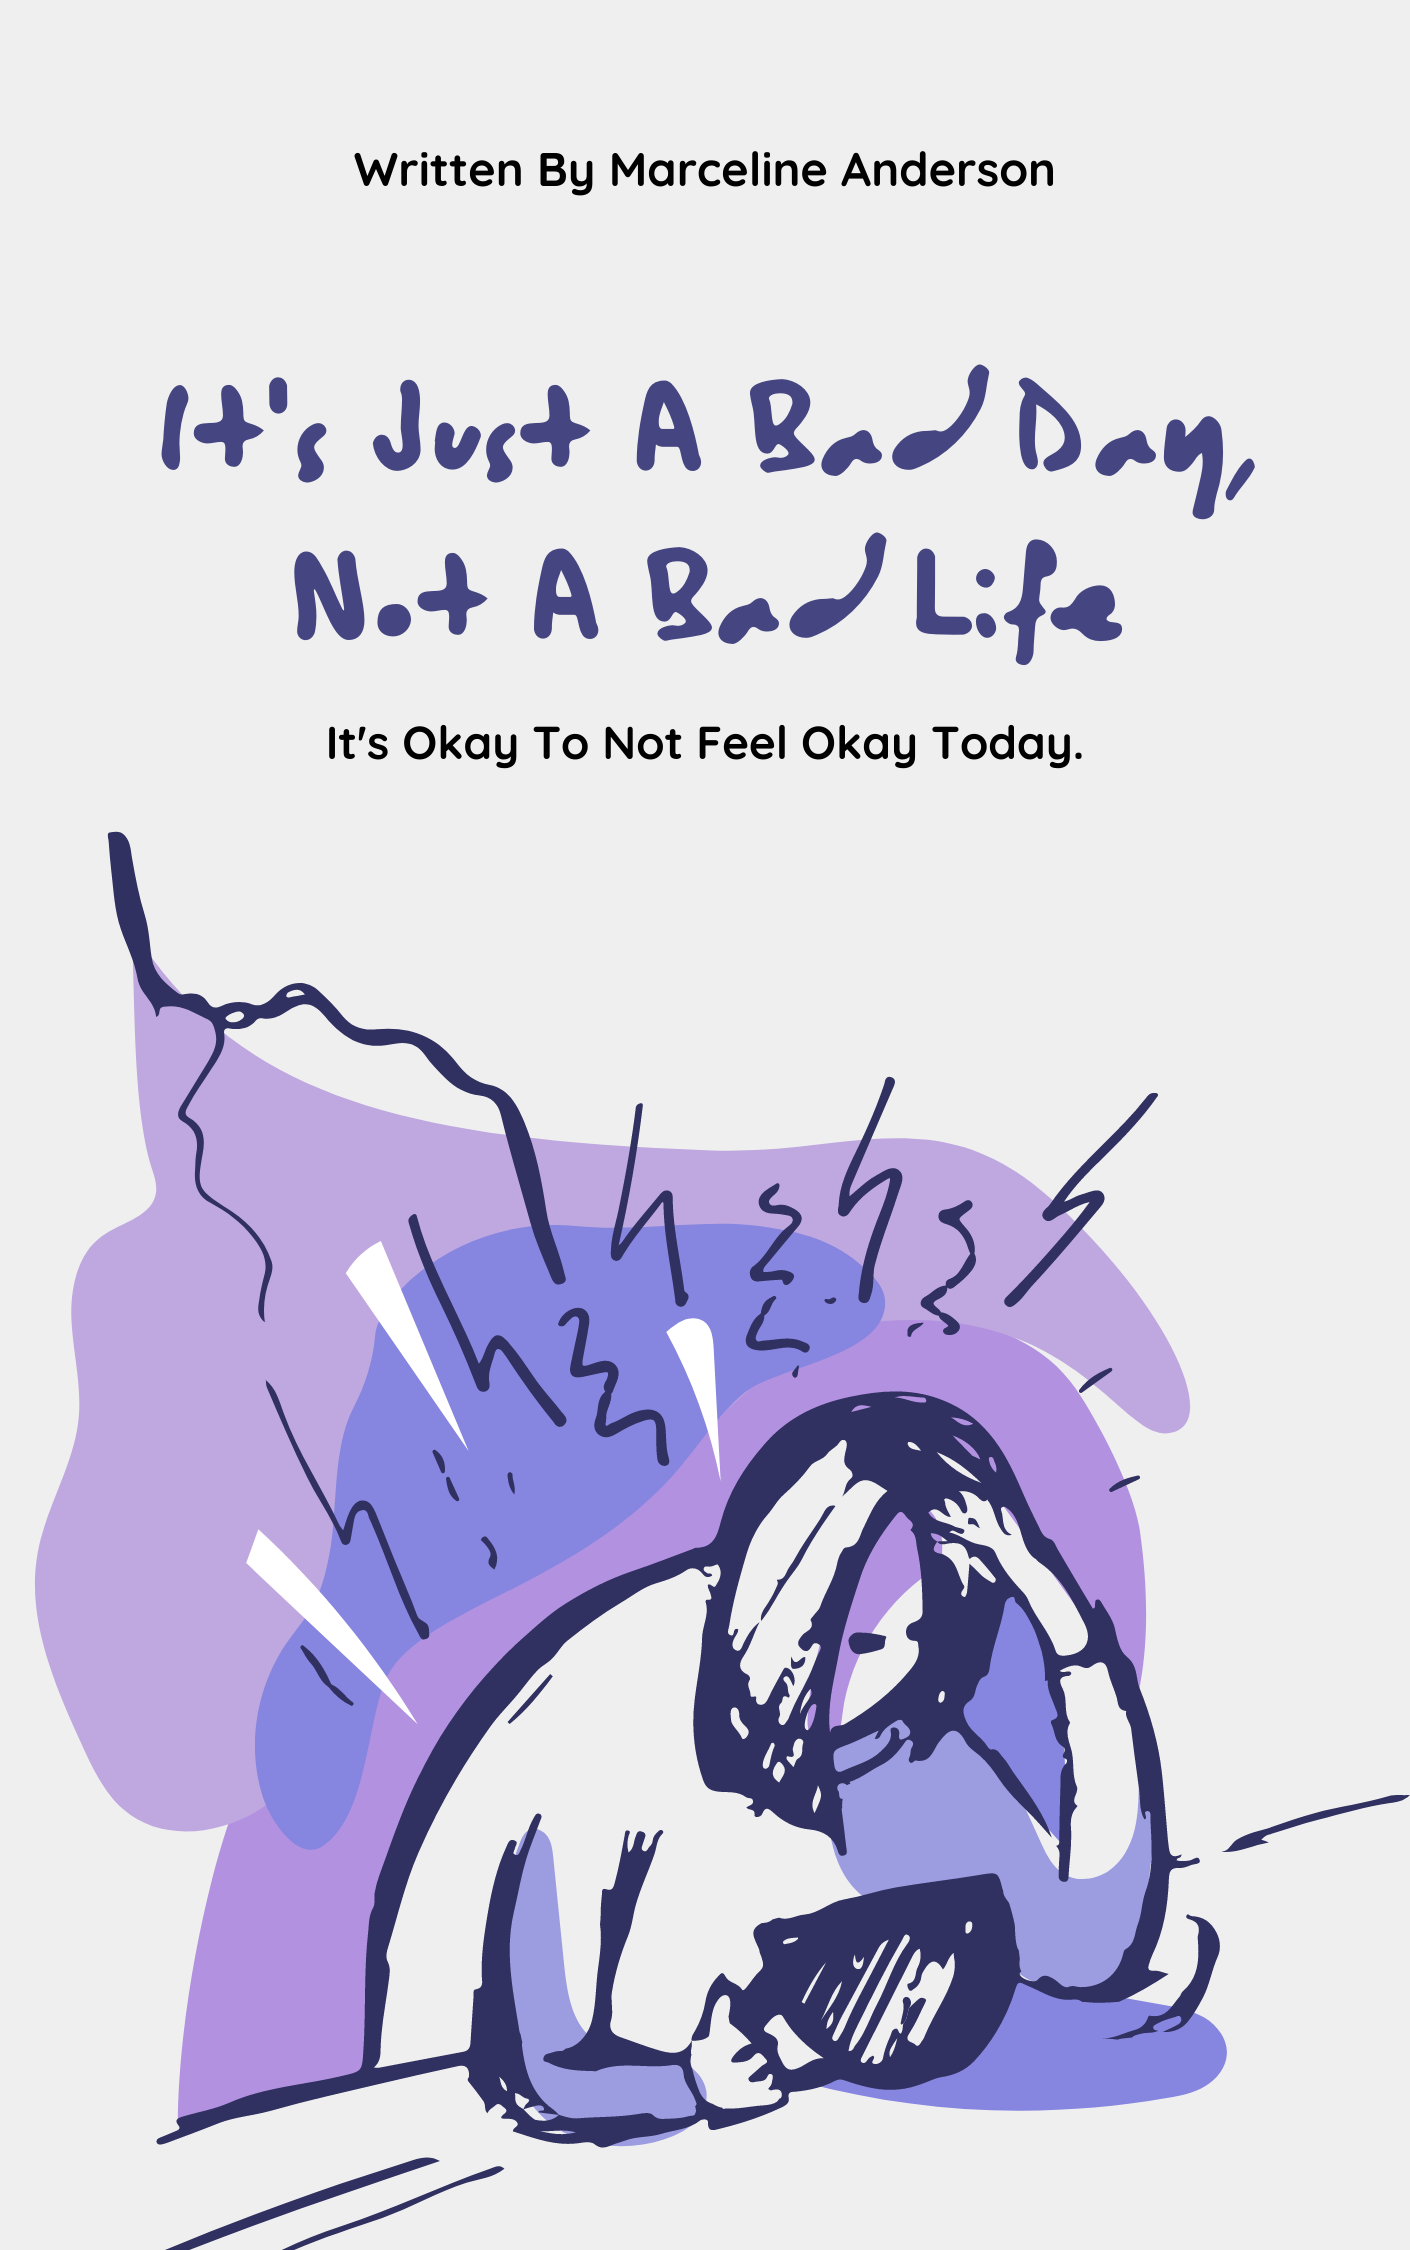 Written By Marceline Anderson
It's Just A Bad Day,
Not A Bad Life
It's Okay To Not Feel Okay Today.